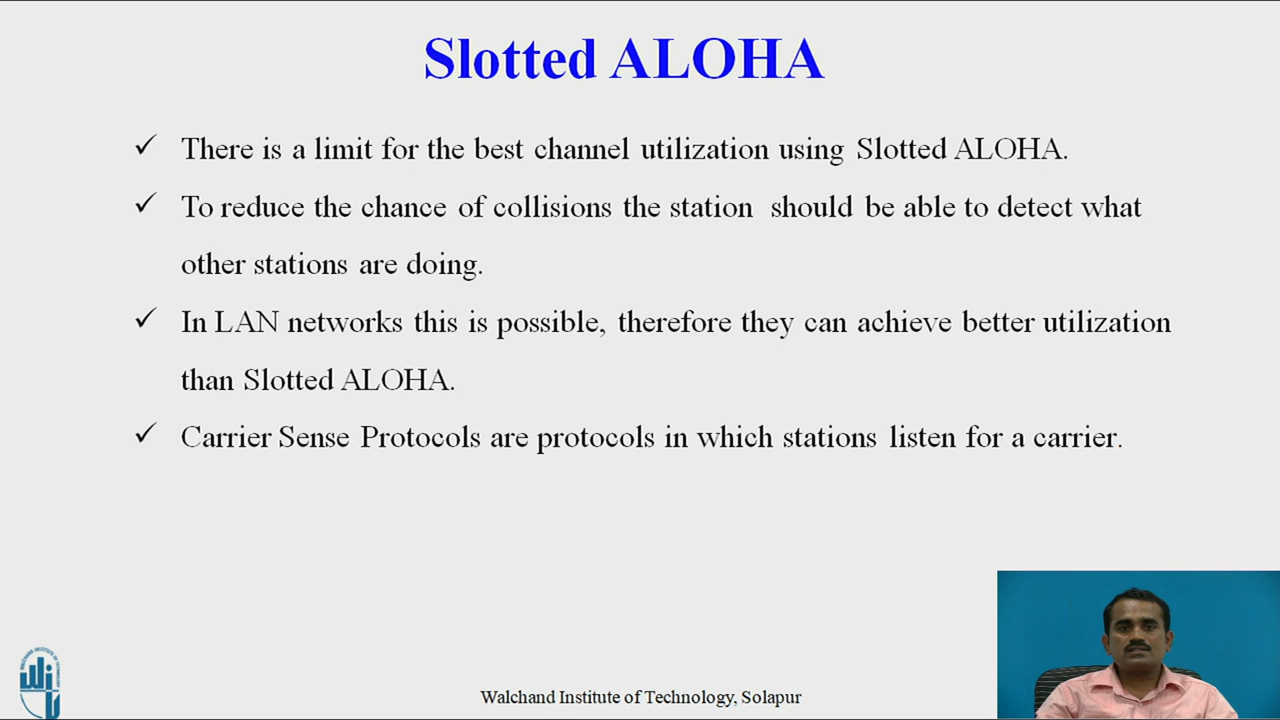 Slotted ALOHA
✓ There is a limit for the best channel utilization using Slotted ALOHA.
✓ To reduce the chance of collisions the station should be able to detect what
other stations are doing.
✓ In LAN networks this is possible, therefore they can achieve better utilization
than Slotted ALOHA.
✓ Carrier Sense Protocols are protocols in which stations listen for a carrier.
Walchand Institute of Technology, Solapur